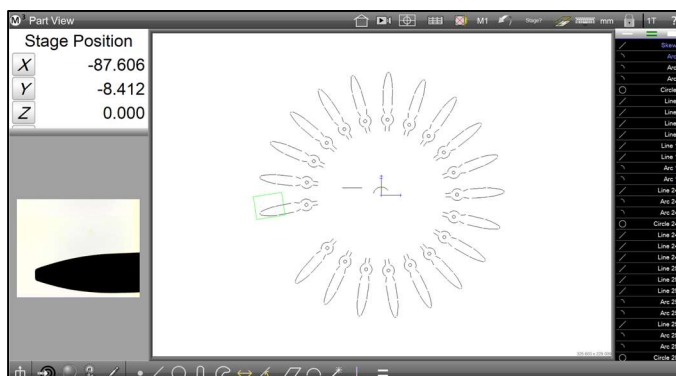 M³ Part View
M1
Stage?
mm
1T
?
Stage Position
X -87.606
Y -8.412
Z 0.000
Skew
Arc
Arc
Arc
Circle
Line
Line
Line
Line
Line
Line
Arc
Arc
Line 24
Arc 24
Arc 24
Circle 24
Line 24
Line 24
Line 24
Line 24
Line 25
Line 25
Arc 25
Arc 25
Line 25
Arc 25
Arc 25
Circle 25